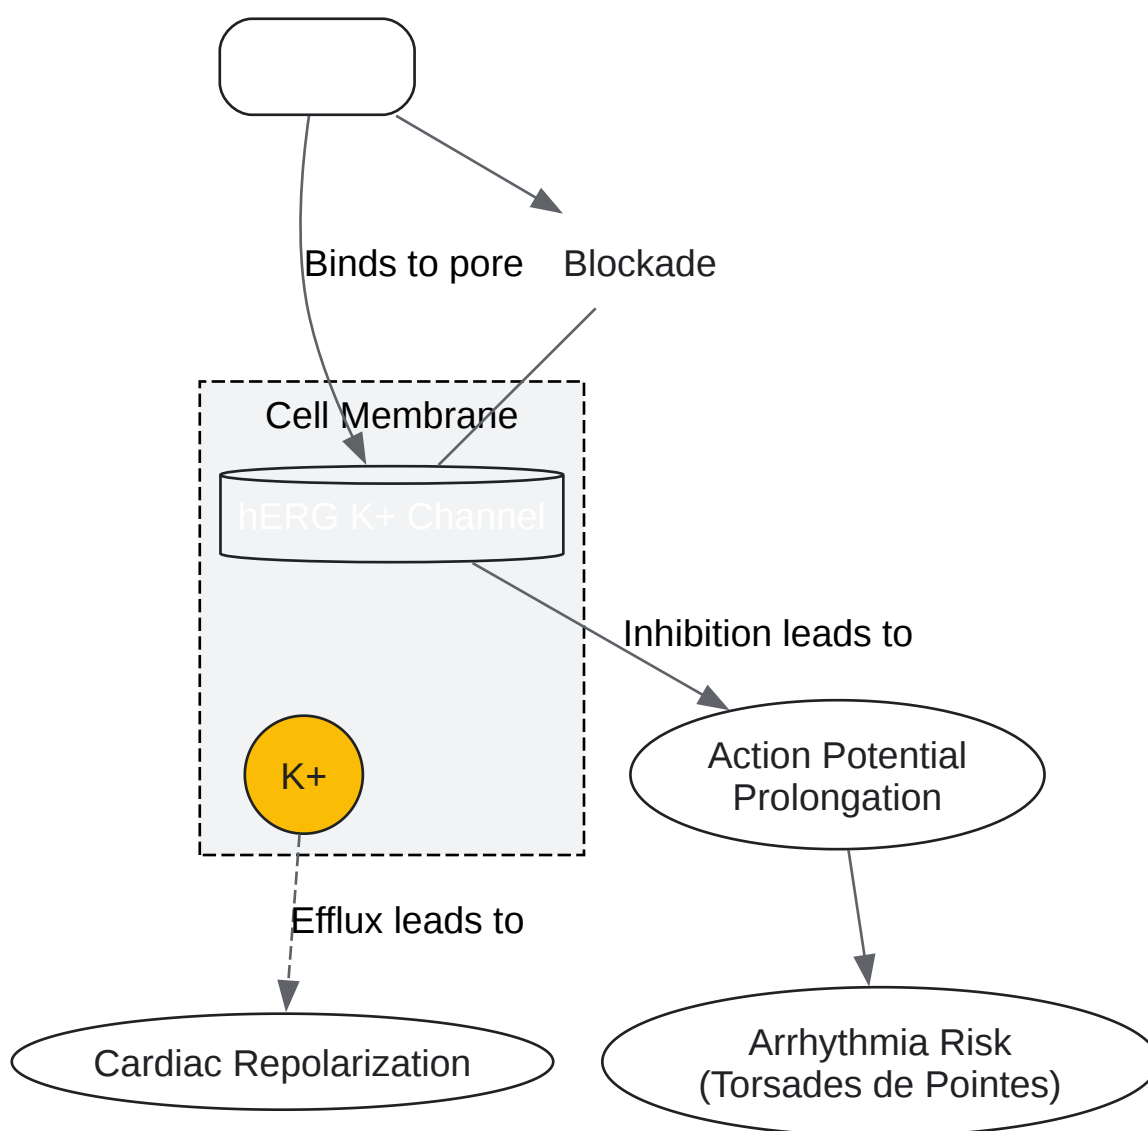 Binds to pore
Blockade
Cell Membrane
hERG K+ Channel
Inhibition leads to
Action Potential
Prolongation
K+
Efflux leads to
Cardiac Repolarization
Arrhythmia Risk
(Torsades de Pointes)